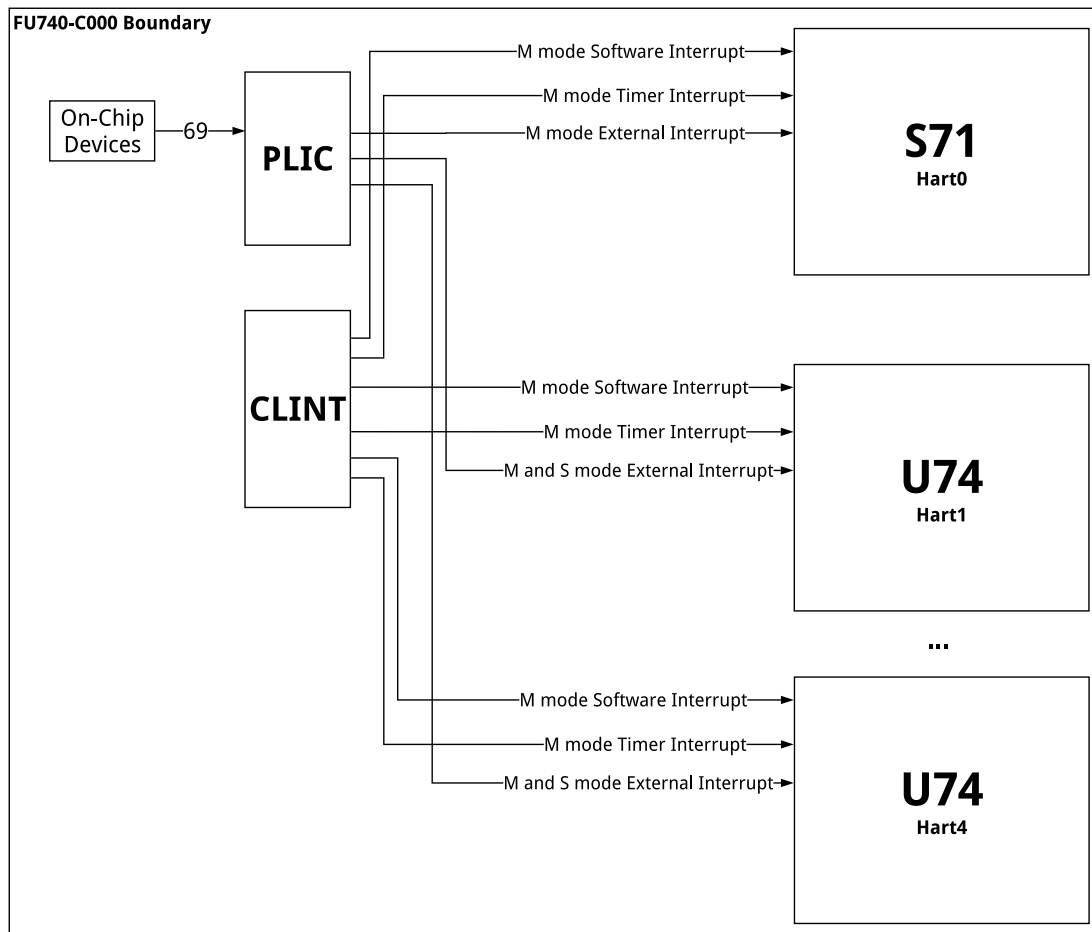 FU740-C000 Boundary
On-Chip
Devices
69
PLIC
CLINT
M mode Software Interrupt
M mode Timer Interrupt
M mode External Interrupt
S71
Hart0
M mode Software Interrupt
M mode Timer Interrupt
M and S mode External Interrupt
U74
Hart1
...
M mode Software Interrupt
M mode Timer Interrupt
M and S mode External Interrupt
U74
Hart4